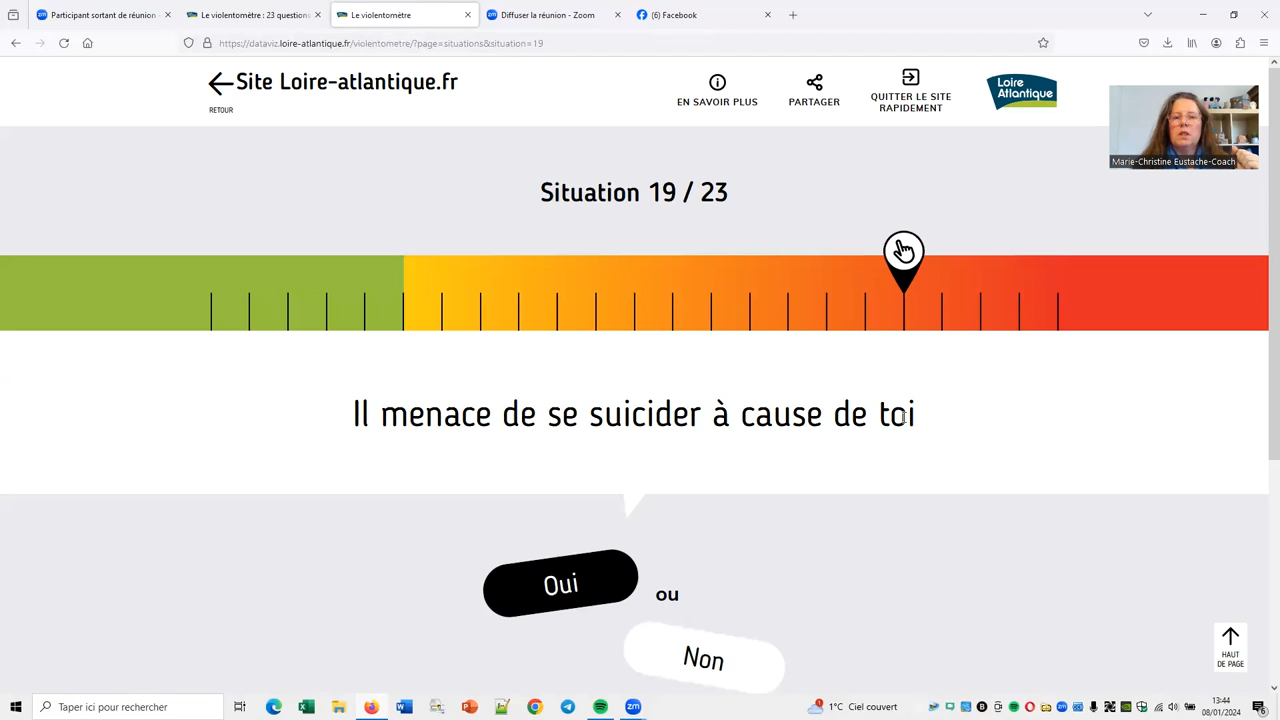 Participant sortant de réunion -
Le violentomètre : 23 question
Le violentomètre
Diffuser la réunion - Zoom
(6) Facebook
https://dataviz.loire-atlantique.fr/violentometre/?page=situations&situation=19
Site Loire-atlantique.fr
RETOUR
EN SAVOIR PLUS
PARTAGER
QUITTER LE SITE
RAPIDEMENT
Loire
Atlantique
Marie-Christine Eustache-Coach
Situation 19 / 23
Il menace de se suicider à cause de toi
Oui
ou
Non
HAUT
DE PAGE
Taper ici pour rechercher
1°C Ciel couvert
13:44
08/01/2024